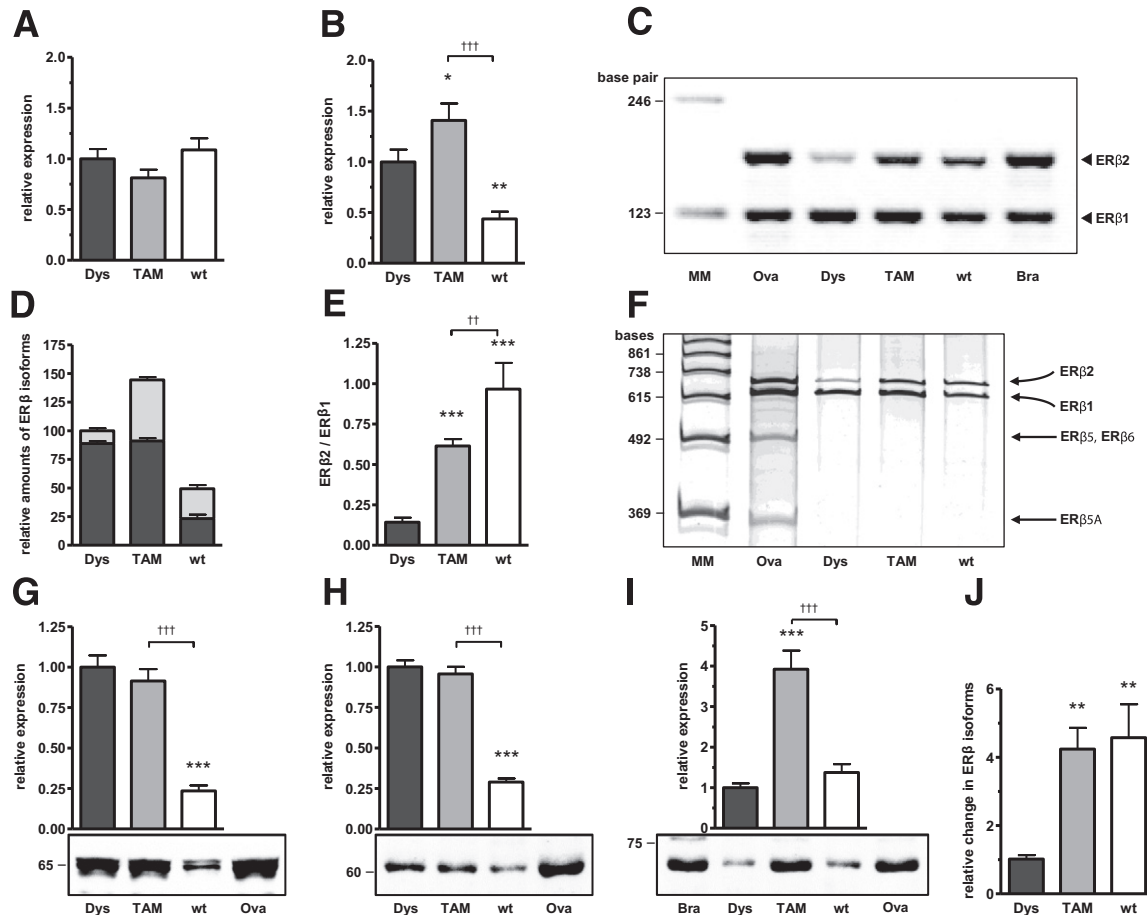 A
relative expression
2.0
1.5
1.0
0.5
0.0
Dys TAM wt
B
relative expression
2.0
1.5
1.0
0.5
0.0
*
†††
**
Dys TAM wt
C
base pair
246
123
ERβ2
ERβ1
MM Ova Dys TAM wt Bra
D
relative amounts of ERβ isoforms
175
150
125
100
75
50
25
0
Dys TAM wt
E
ERβ2 / ERβ1
1.25
1.00
0.75
0.50
0.25
0.00
***
††
***
Dys TAM wt
F
bases
861
738
615
492
369
ERβ2
ERβ1
ERβ5, ERβ6
ERβ5A
MM Ova Dys TAM wt
G
relative expression
1.25
1.00
0.75
0.50
0.25
0.00
†††
***
65
Dys TAM wt Ova
H
relative expression
1.25
1.00
0.75
0.50
0.25
0.00
†††
***
60
Dys TAM wt Ova
I
relative expression
5
4
3
2
1
0
***
†††
75
Bra Dys TAM wt Ova
J
relative change in ERβ isoforms
6
4
2
0
**
**
Dys TAM wt